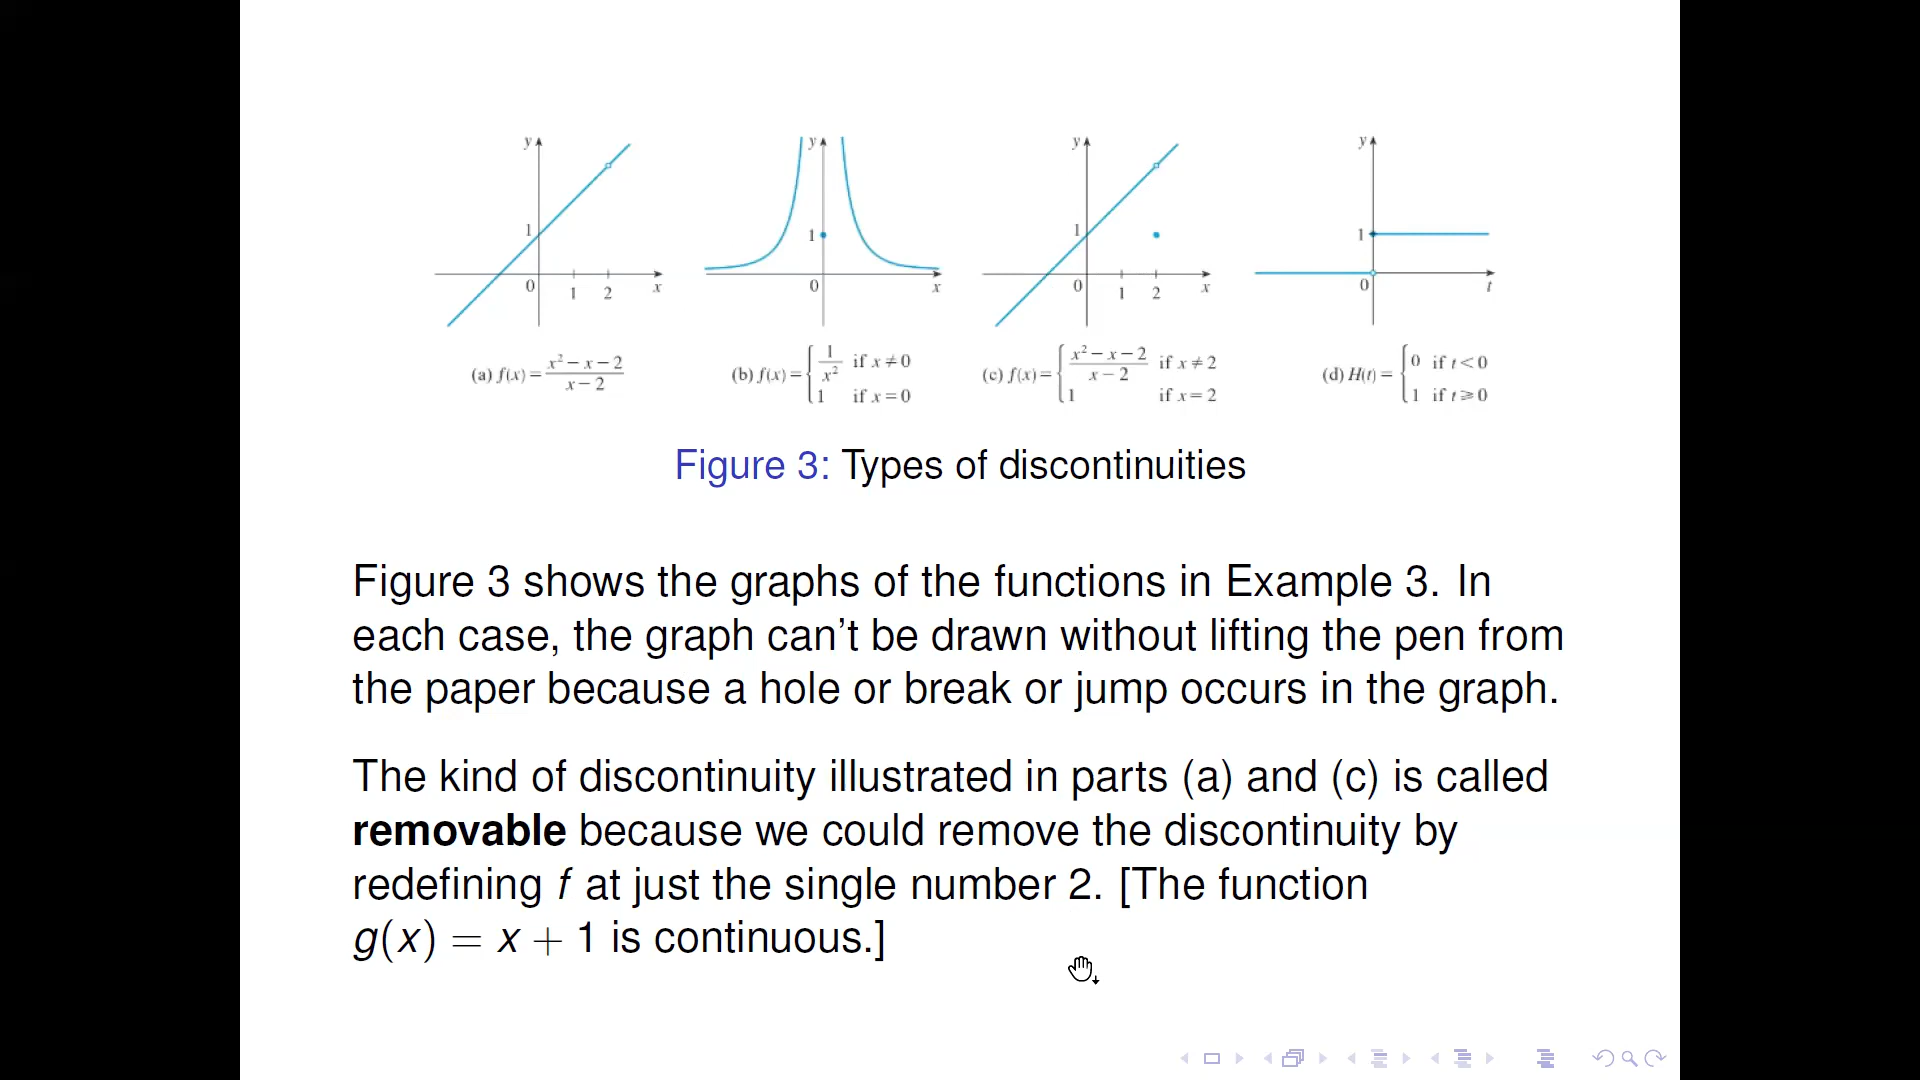 y y y y
1 1 1 1
0 1 2 x 0 x 0 1 2 x 0 t
(a) f(x) = x² − x − 2 / x − 2
(b) f(x) = { 1/x² if x ≠ 0
1 if x = 0
(c) f(x) = { x² − x − 2 / x − 2 if x ≠ 2
1 if x = 2
(d) H(t) = { 0 if t < 0
1 if t ⩾ 0
Figure 3: Types of discontinuities
Figure 3 shows the graphs of the functions in Example 3. In
each case, the graph can't be drawn without lifting the pen from
the paper because a hole or break or jump occurs in the graph.
The kind of discontinuity illustrated in parts (a) and (c) is called
removable because we could remove the discontinuity by
redefining f at just the single number 2. [The function
g(x) = x + 1 is continuous.]